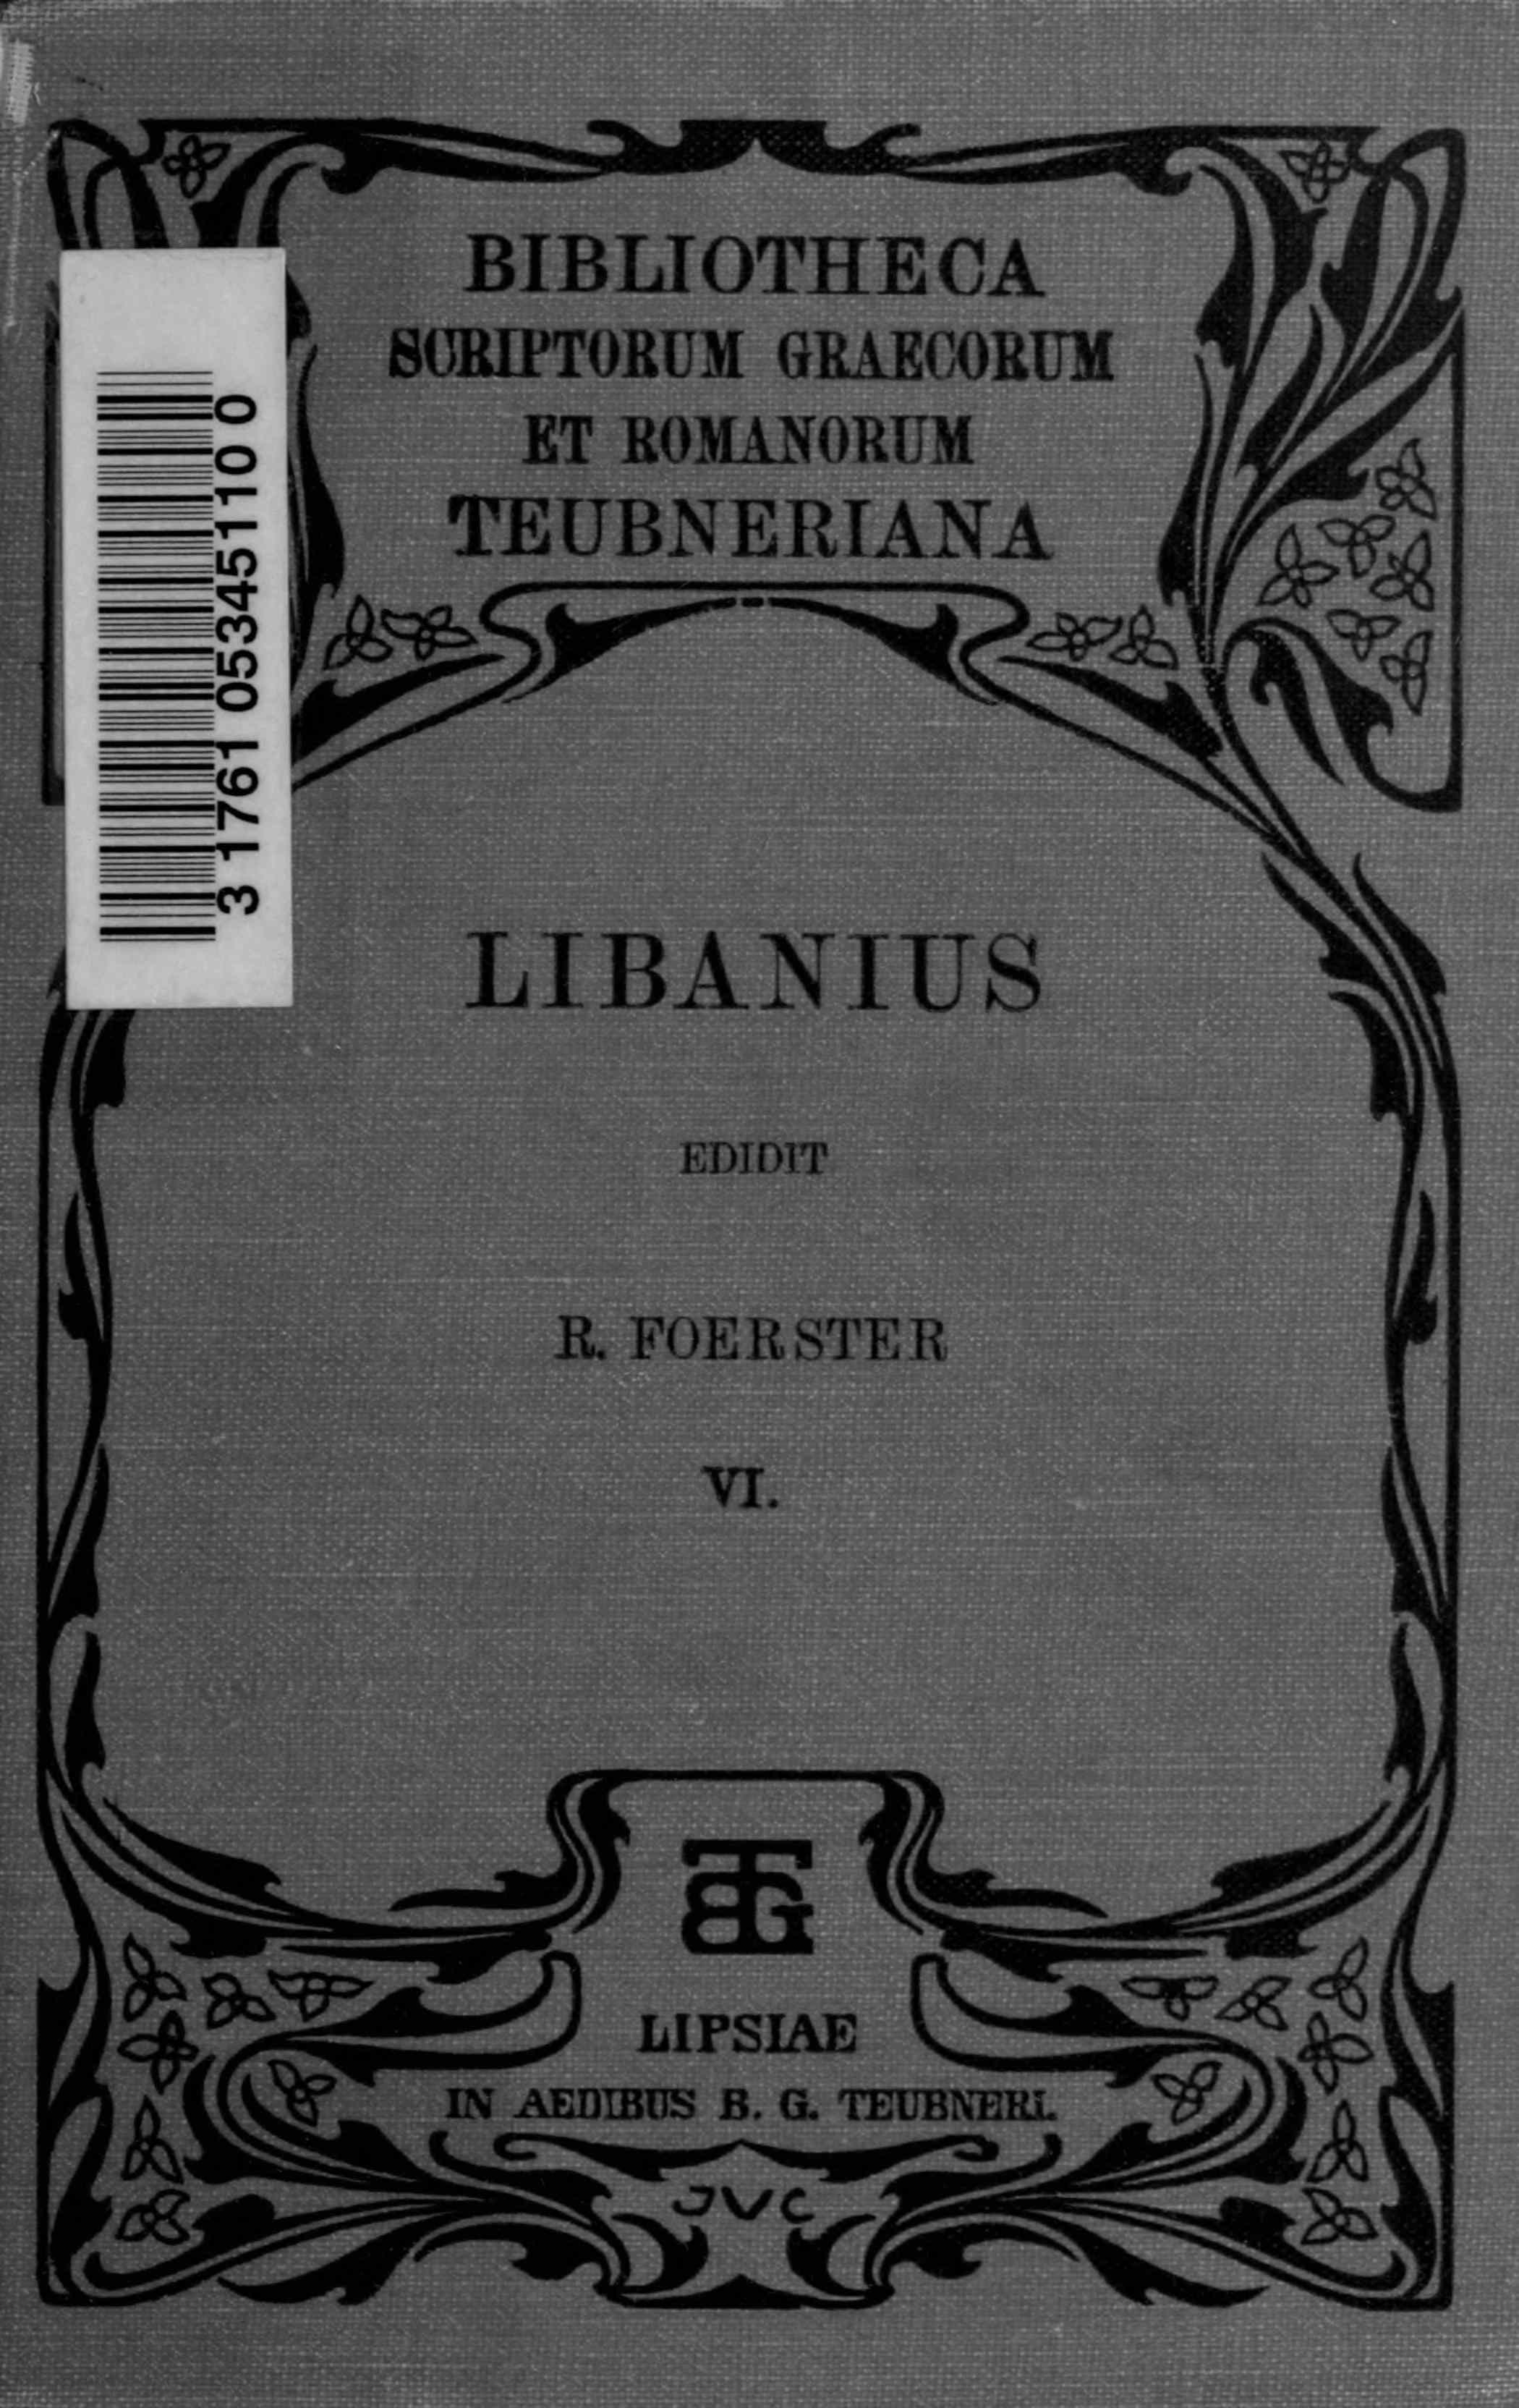 BIBLIOTHECA
SCRIPTORUM GRAECORUM
ET ROMANORUM
TEUBNERIANA
3 1761 05345110 0
LIBANIUS
EDIDIT
R. FOERSTER
VI.
BTG
LIPSIAE
IN AEDIBUS B. G. TEUBNERI.
JVC